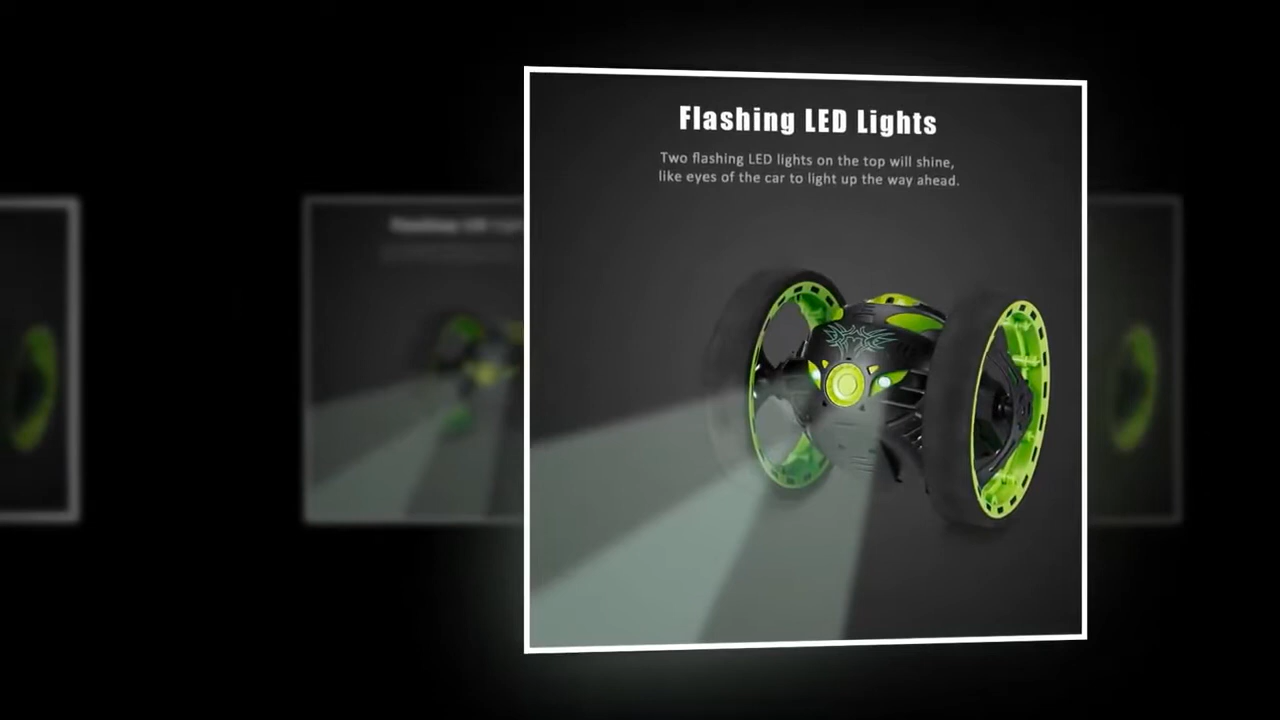 Flashing LED Lights
Two flashing LED lights on the top will shine,
like eyes of the car to light up the way ahead.